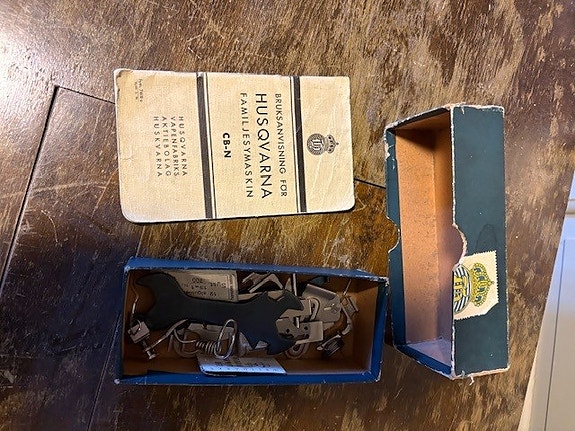 BRUKSANVISNING FÖR
HUSQVARNA
FAMILJESYMASKIN
CB-N
HUSQVARNA
VAPENFABRIKS
AKTIEBOLAG
HUSKVARNA